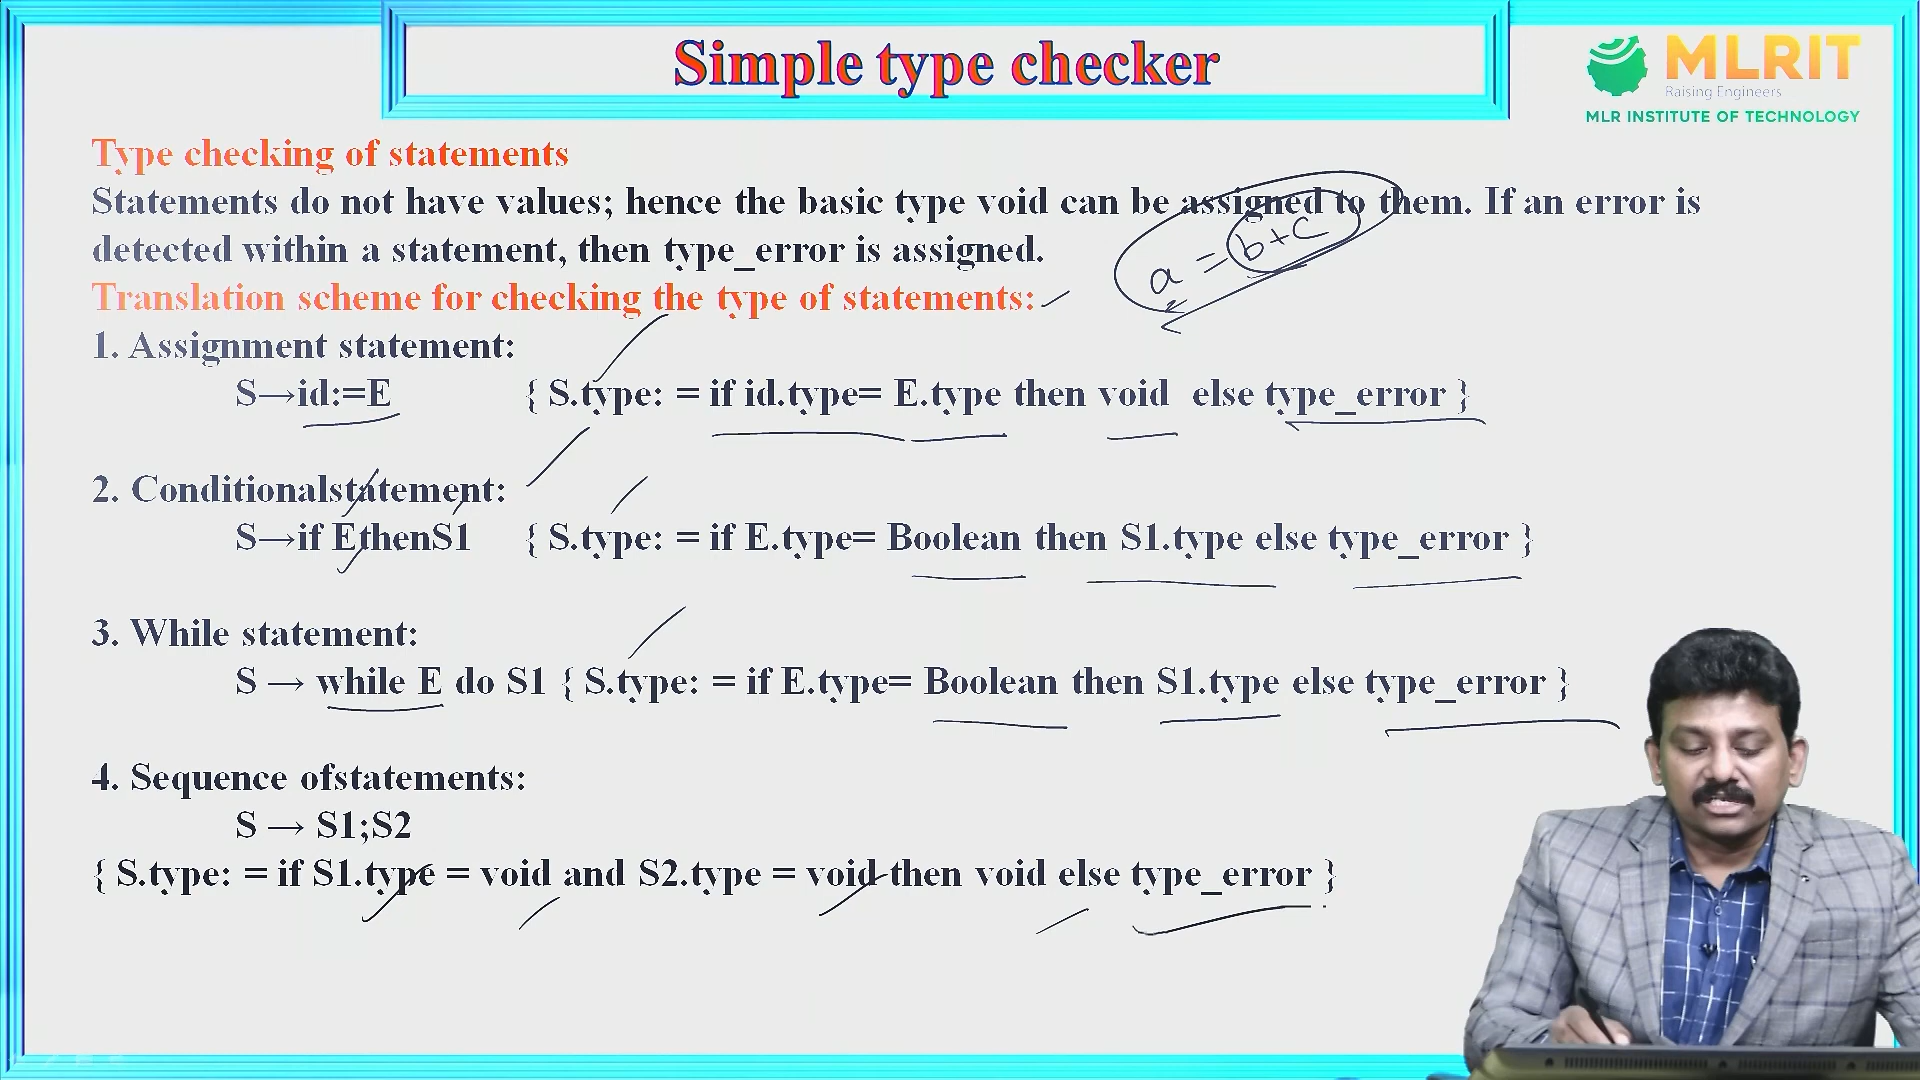 Simple type checker
MLRIT
Raising Engineers
MLR INSTITUTE OF TECHNOLOGY
Type checking of statements
Statements do not have values; hence the basic type void can be assigned to them. If an error is
detected within a statement, then type_error is assigned.
a = b+c
Translation scheme for checking the type of statements:
1. Assignment statement:
S→id:=E { S.type: = if id.type= E.type then void else type_error }
2. Conditionalstatement:
S→if EthenS1 { S.type: = if E.type= Boolean then S1.type else type_error }
3. While statement:
S → while E do S1 { S.type: = if E.type= Boolean then S1.type else type_error }
4. Sequence ofstatements:
S → S1;S2
{ S.type: = if S1.type = void and S2.type = void then void else type_error }